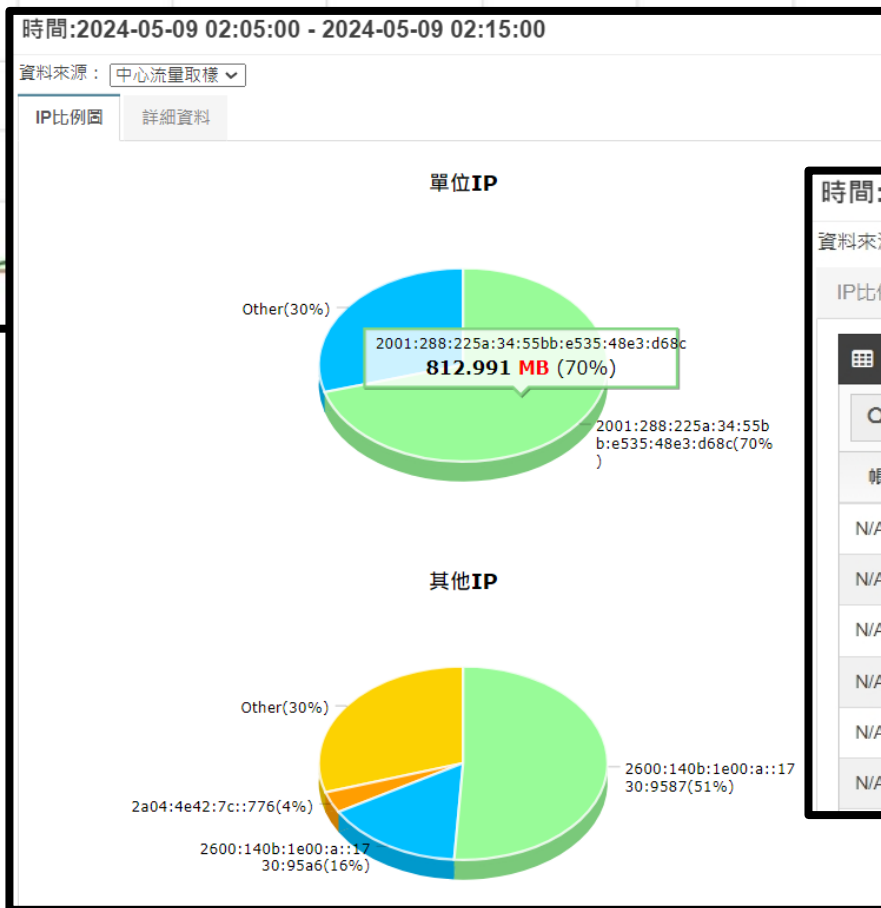 時間:2024-05-09 02:05:00 - 2024-05-09 02:15:00
資料來源： 中心流量取樣
IP比例圖 詳細資料
單位IP
Other(30%)
2001:288:225a:34:55bb:e535:48e3:d68c
812.991 MB (70%)
2001:288:225a:34:55b
b:e535:48e3:d68c(70%
)
其他IP
Other(30%)
2600:140b:1e00:a::17
30:9587(51%)
2a04:4e42:7c::776(4%)
2600:140b:1e00:a::17
30:95a6(16%)
時間:
資料來
IP比
N/A
N/A
N/A
N/A
N/A
N/A